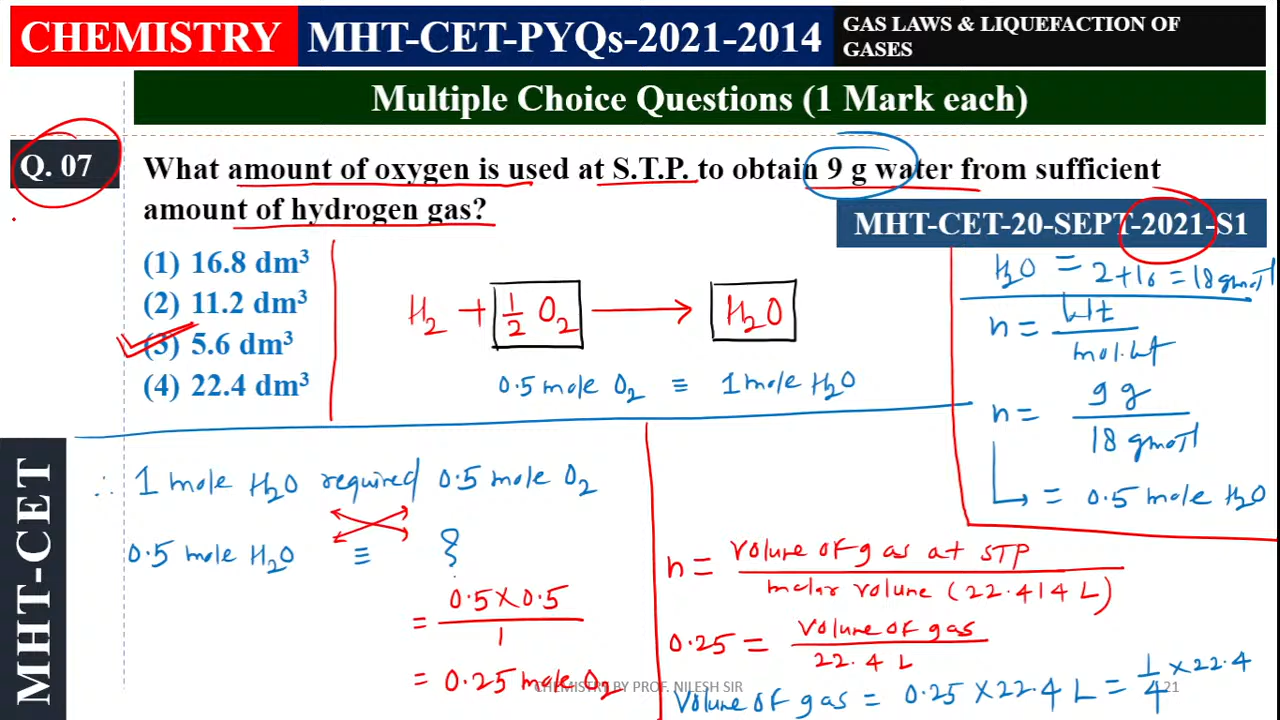 CHEMISTRY MHT-CET-PYQs-2021-2014 GAS LAWS & LIQUEFACTION OF
GASES
Multiple Choice Questions (1 Mark each)
Q. 07
What amount of oxygen is used at S.T.P. to obtain 9 g water from sufficient
amount of hydrogen gas?
MHT-CET-20-SEPT-2021-S1
(1) 16.8 dm³
(2) 11.2 dm³
(3) 5.6 dm³
(4) 22.4 dm³
H₂ + 1/2 O₂ ⟶ H₂O
0.5 mole O₂ ≡ 1 mole H₂O
H₂O = 2+16 = 18 gmol⁻¹
n = Wt / mol.wt
n = 9 g / 18 gmol⁻¹
= 0.5 mole H₂O
∴ 1 mole H₂O required 0.5 mole O₂
0.5 mole H₂O ≡ ?
= 0.5 × 0.5 / 1
= 0.25 mole O₂
n = volume of gas at STP / molar volume (22.414 L)
0.25 = volume of gas / 22.4 L
volume of gas = 0.25 × 22.4 L = 1/4 × 22.4
MHT-CET
CHEMISTRY BY PROF. NILESH SIR
21